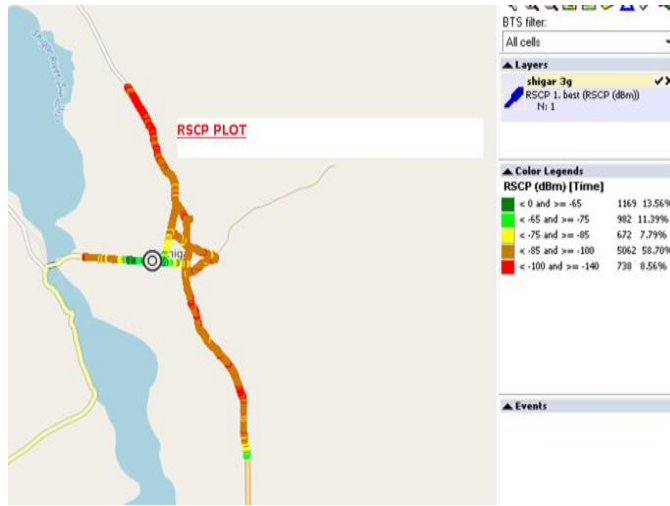 BTS filter:
All cells
Layers
shigar 3g
RSCP 1. best (RSCP (dBm))
N: 1
RSCP PLOT
Color Legends
RSCP (dBm) [Time]
< 0 and >= -65 1169 13.56%
< -65 and >= -75 982 11.39%
< -75 and >= -85 672 7.79%
< -85 and >= -100 5062 58.70%
< -100 and >= -140 738 8.56%
Events
Shigar River